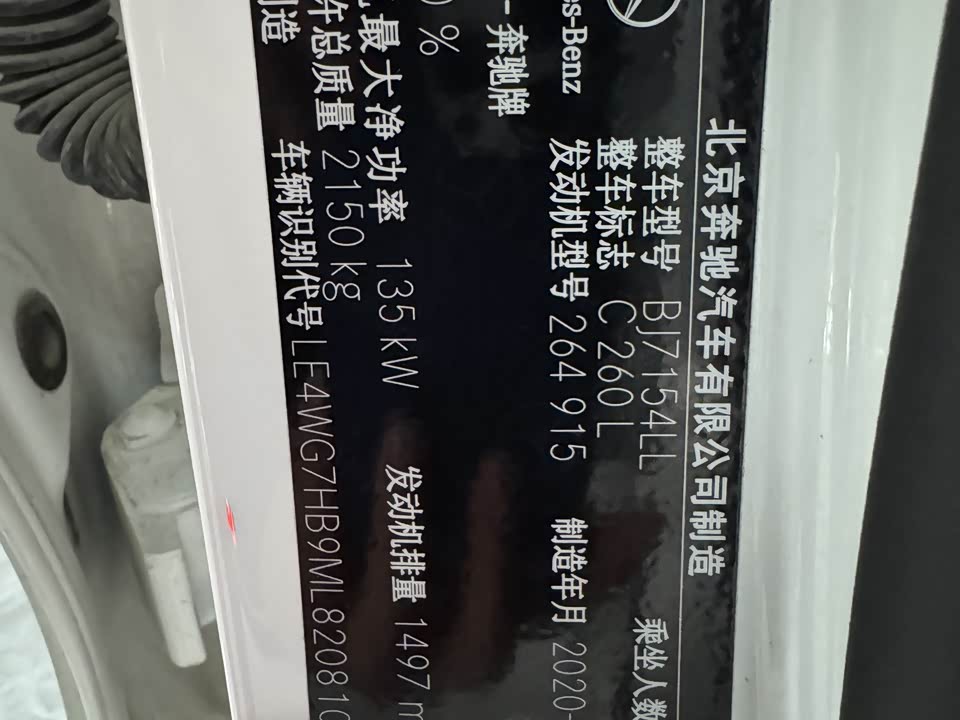 北京奔驰汽车有限公司制造
整车型号 BJ7154LL 乘坐人数
整车标志 C 260 L
es-Benz 发动机型号 264 915 制造年月 2020-
奔驰牌
%
最大净功率 135 kW 发动机排量 1497 m
年总质量 2150 kg
制造 车辆识别代号 LE4WG7HB9ML820810